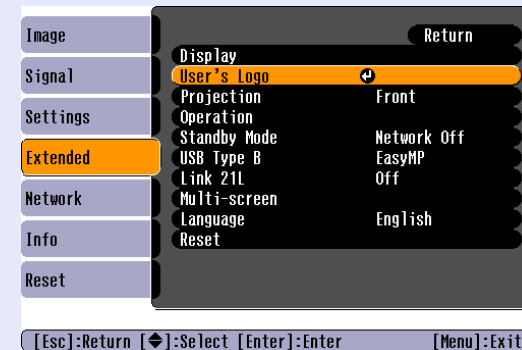 Image
Signal
Settings
Extended
Network
Info
Reset
Return
Display
User's Logo
Projection Front
Operation
Standby Mode Network Off
USB Type B EasyMP
Link 21L Off
Multi-screen
Language English
Reset
[Esc]:Return [◆]:Select [Enter]:Enter [Menu]:Exit